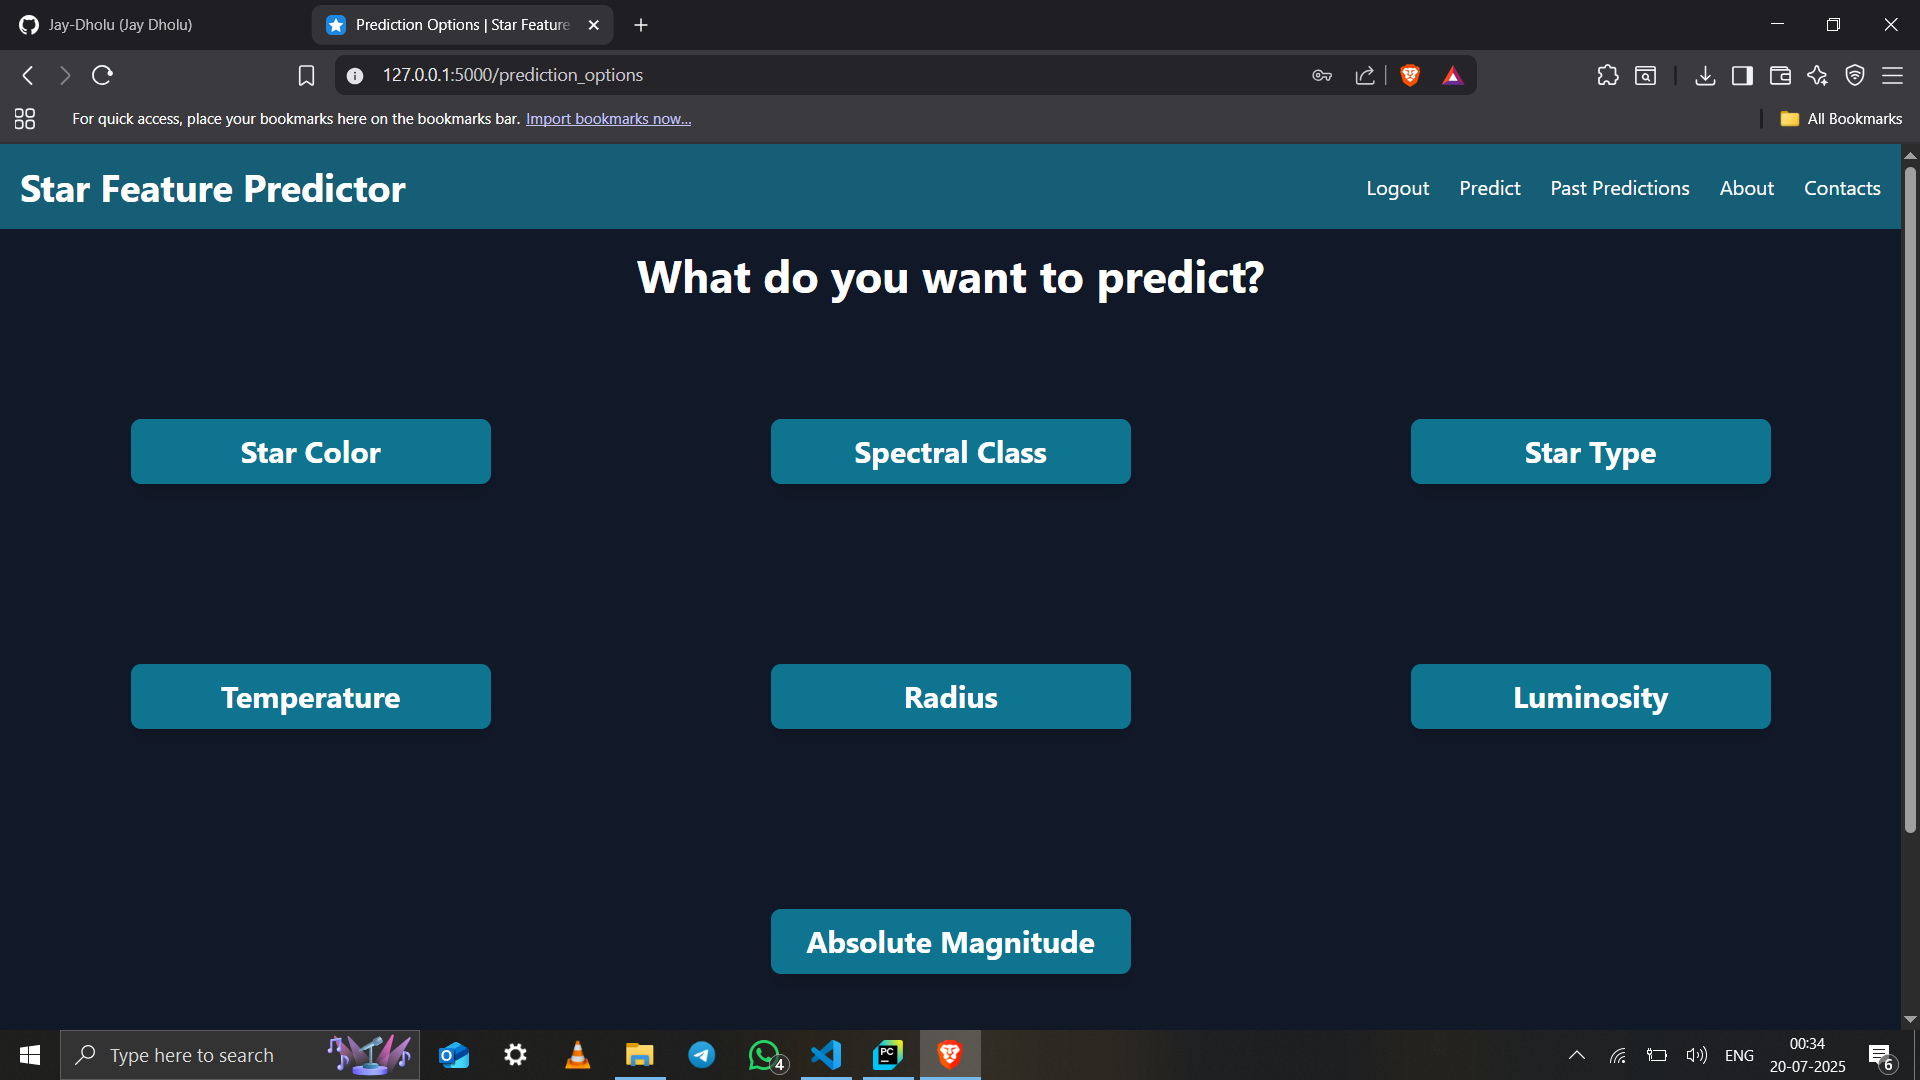 Jay-Dholu (Jay Dholu)
Prediction Options | Star Feature
127.0.0.1:5000/prediction_options
For quick access, place your bookmarks here on the bookmarks bar. Import bookmarks now...
All Bookmarks
Star Feature Predictor
Logout
Predict
Past Predictions
About
Contacts
What do you want to predict?
Star Color
Spectral Class
Star Type
Temperature
Radius
Luminosity
Absolute Magnitude
Type here to search
O
4
PC
ENG
00:34
20-07-2025
6